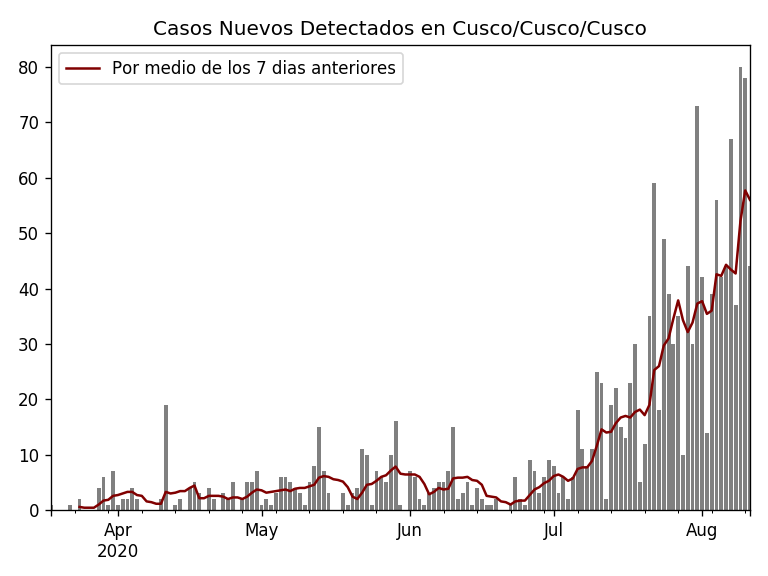 Casos Nuevos Detectados en Cusco/Cusco/Cusco
Por medio de los 7 dias anteriores
80
70
60
50
40
30
20
10
0
Apr
May
Jun
Jul
Aug
2020